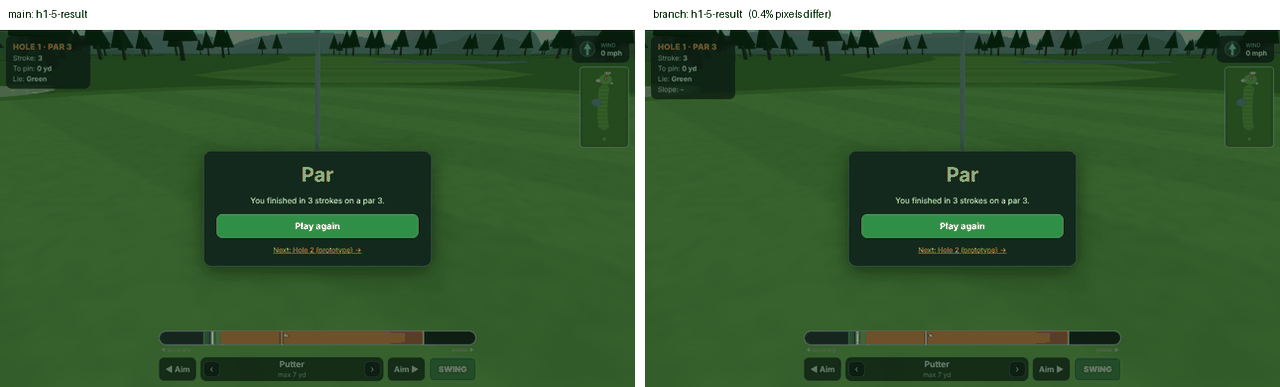 main: h1-5-result
HOLE 1 · PAR 3
Stroke: 3
To pin: 0 yd
Lie: Green
WIND
0 mph
Par
You finished in 3 strokes on a par 3.
Play again
Next: Hole 2 (prototype) →
◀ Aim
‹
Putter
max 7 yd
›
Aim ▶
SWING
branch: h1-5-result (0.4% pixels differ)
HOLE 1 · PAR 3
Stroke: 3
To pin: 0 yd
Lie: Green
Slope: –
WIND
0 mph
Par
You finished in 3 strokes on a par 3.
Play again
Next: Hole 2 (prototype) →
◀ Aim
‹
Putter
max 7 yd
›
Aim ▶
SWING